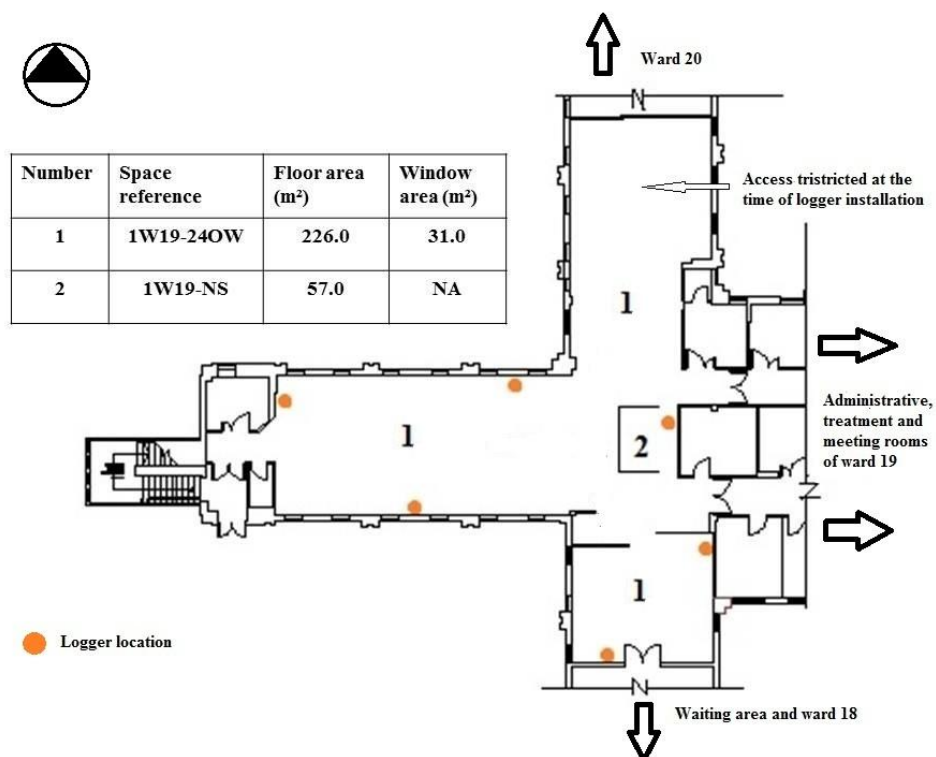 Ward 20
Number
Space
reference
Floor area
(m²)
Window
area (m²)
1
1W19-24OW
226.0
31.0
2
1W19-NS
57.0
NA
Access tristricted at the
time of logger installation
1
1
2
Administrative,
treatment and
meeting rooms
of ward 19
1
Logger location
Waiting area and ward 18